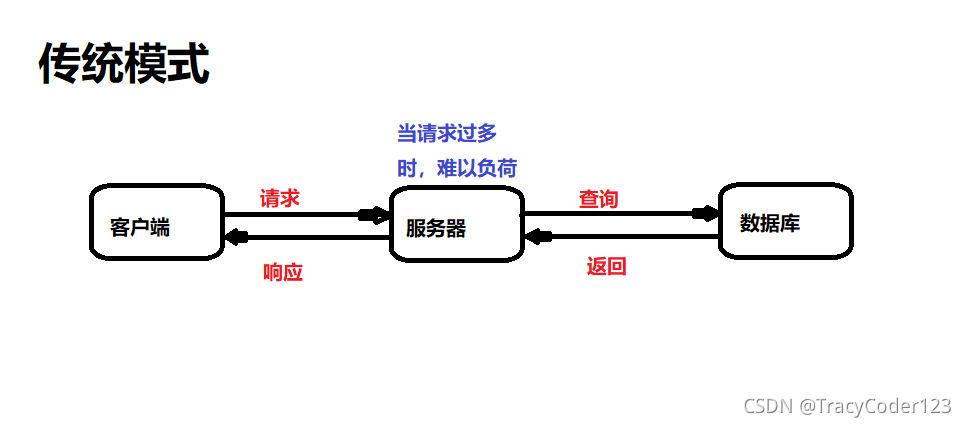 传统模式
当请求过多
时，难以负荷
请求
查询
客户端
服务器
数据库
响应
返回
CSDN @TracyCoder123